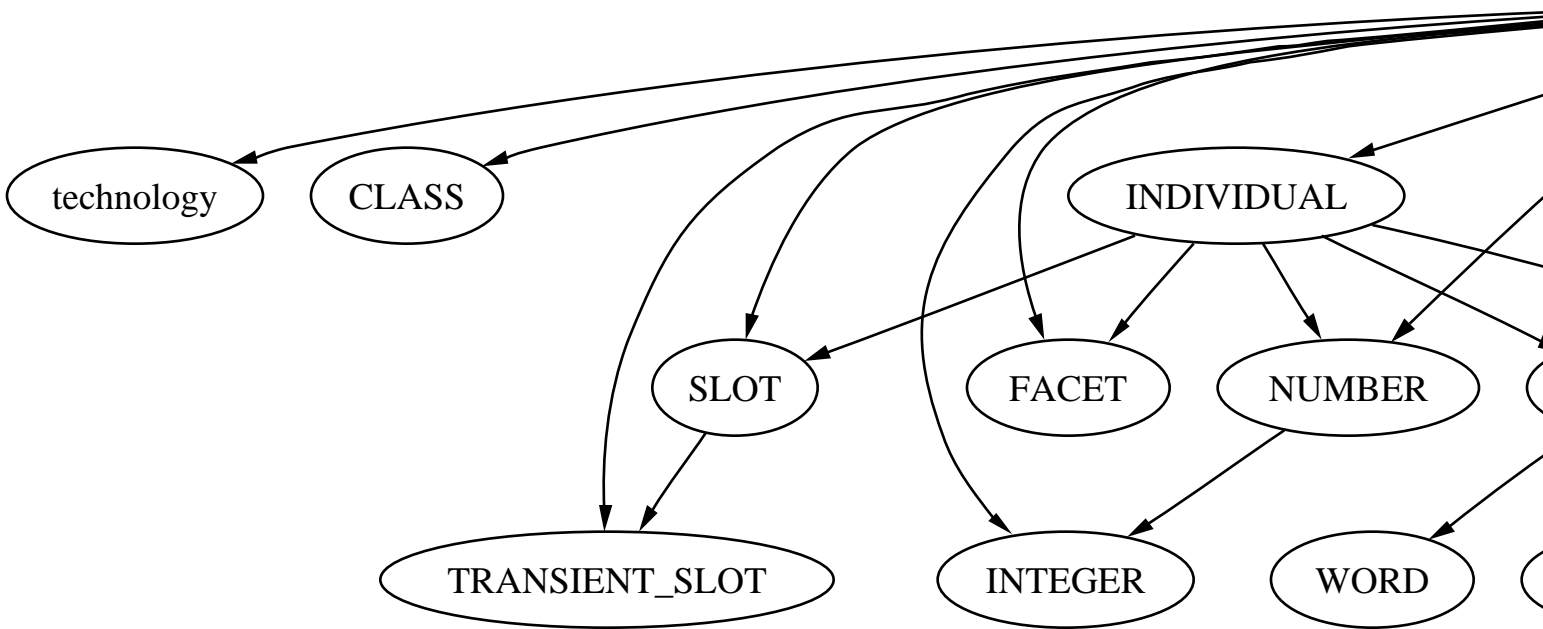 technology
CLASS
INDIVIDUAL
SLOT
FACET
NUMBER
TRANSIENT_SLOT
INTEGER
WORD